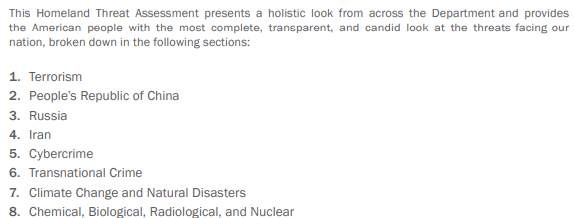 This Homeland Threat Assessment presents a holistic look from across the Department and provides
the American people with the most complete, transparent, and candid look at the threats facing our
nation, broken down in the following sections:
1. Terrorism
2. People's Republic of China
3. Russia
4. Iran
5. Cybercrime
6. Transnational Crime
7. Climate Change and Natural Disasters
8. Chemical, Biological, Radiological, and Nuclear